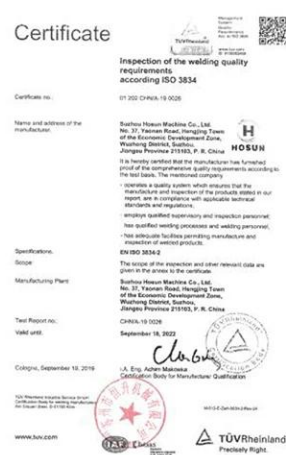 Certificate
TÜVRheinland
Inspection of the welding quality
requirements
according ISO 3834
Certificate no.:
01 202 CHN/A-19 0026
Name and address of the
manufacturer:
Suzhou Hosun Machine Co., Ltd.
No. 37, Yaonan Road, Hengjing Town
of the Economic Development Zone,
Wuzhong District, Suzhou,
Jiangsu Province 215103, P. R. China
H
HOSUN
It is hereby certified that the manufacturer has furnished
proof of the comprehensive quality requirements according to
the test basis. The mentioned company
- operates a quality system which ensures that the
manufacture and inspection of the products stated in our
report, are in compliance with applicable technical
standards and regulations,
- employs qualified supervisory and inspection personnel,
- has qualified welding processes and welding personnel,
- has adequate facilities permitting manufacture and
inspection of welded products.
Specifications:
EN ISO 3834-2
Scope:
The scope of the inspection and other relevant data are
given in the annex to the certificate.
Manufacturing Plant:
Suzhou Hosun Machine Co., Ltd.
No. 37, Yaonan Road, Hengjing Town
of the Economic Development Zone,
Wuzhong District, Suzhou,
Jiangsu Province 215103, P. R. China
Test Report no.:
CHN/A-19 0026
Valid until:
September 18, 2022
Cologne, September 19, 2019
i.A. Eng. Achim Makowka
Certification Body for Manufacturer Qualification
www.tuv.com
IAF
DAkkS
TÜVRheinland
Precisely Right.